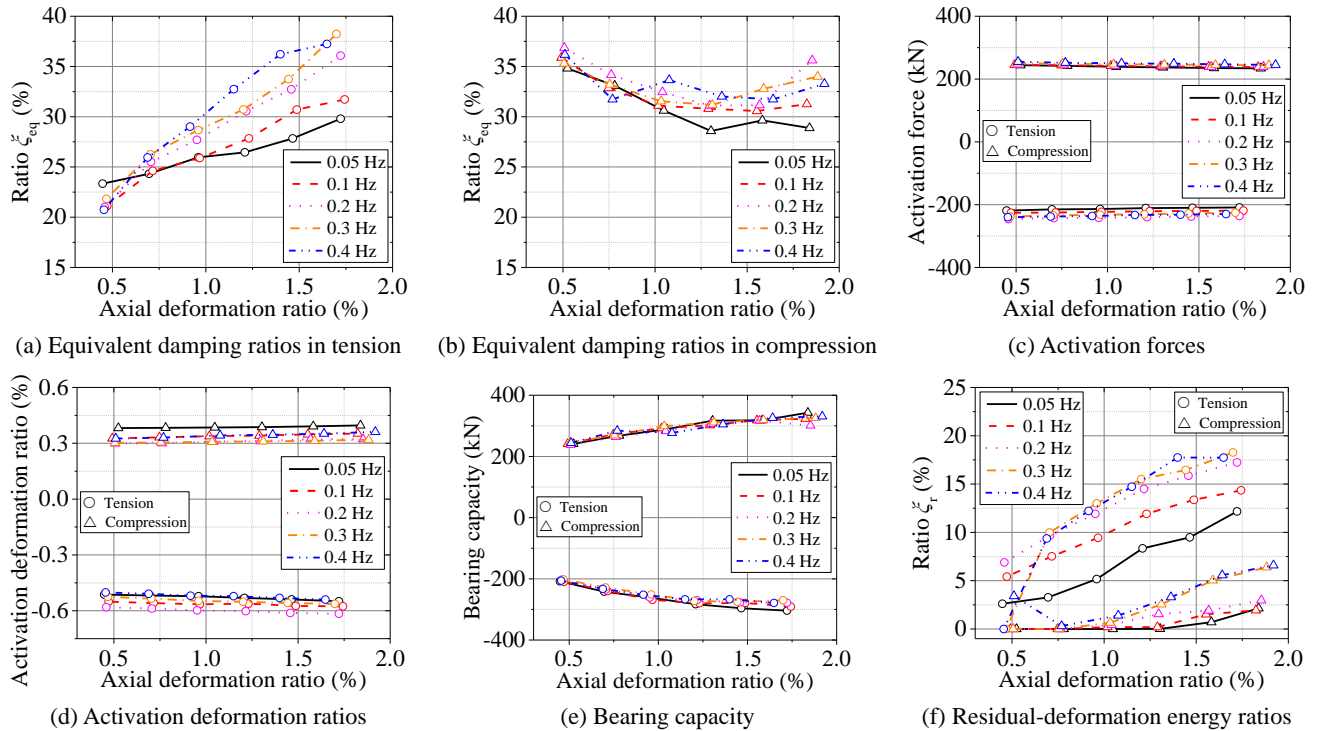 40
35
30
25
20
15
Ratio ξeq (%)
0.05 Hz
0.1 Hz
0.2 Hz
0.3 Hz
0.4 Hz
0.5 1.0 1.5 2.0
Axial deformation ratio (%)
(a) Equivalent damping ratios in tension
40
35
30
25
20
15
Ratio ξeq (%)
0.05 Hz
0.1 Hz
0.2 Hz
0.3 Hz
0.4 Hz
0.5 1.0 1.5 2.0
Axial deformation ratio (%)
(b) Equivalent damping ratios in compression
400
200
0
-200
-400
Activation force (kN)
Tension
Compression
0.05 Hz
0.1 Hz
0.2 Hz
0.3 Hz
0.4 Hz
0.5 1.0 1.5 2.0
Axial deformation ratio (%)
(c) Activation forces
0.6
0.3
0.0
-0.3
-0.6
Activation deformation ratio (%)
Tension
Compression
0.05 Hz
0.1 Hz
0.2 Hz
0.3 Hz
0.4 Hz
0.5 1.0 1.5 2.0
Axial deformation ratio (%)
(d) Activation deformation ratios
400
200
0
-200
-400
Bearing capacity (kN)
Tension
Compression
0.05 Hz
0.1 Hz
0.2 Hz
0.3 Hz
0.4 Hz
0.5 1.0 1.5 2.0
Axial deformation ratio (%)
(e) Bearing capacity
25
20
15
10
5
0
Ratio ξr (%)
0.05 Hz
0.1 Hz
0.2 Hz
0.3 Hz
0.4 Hz
Tension
Compression
0.5 1.0 1.5 2.0
Axial deformation ratio (%)
(f) Residual-deformation energy ratios